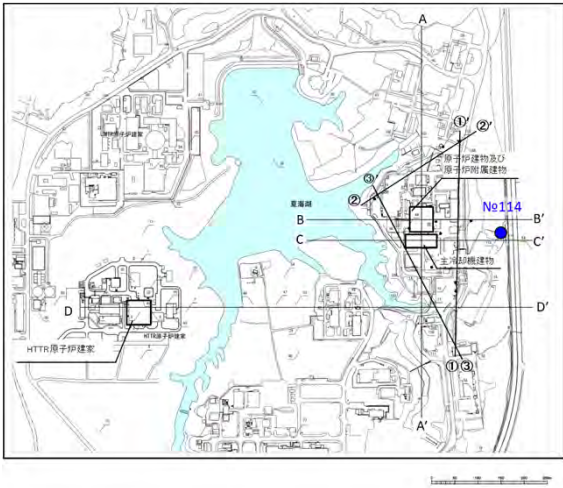 A
①'
②'
原子炉建物及び
原子炉附属建物
③'
②
夏海湖
№114
B
B'
C
C'
主冷却機建物
D
D'
HTTR原子炉建家
HTTR原子炉建家
①
③
A'